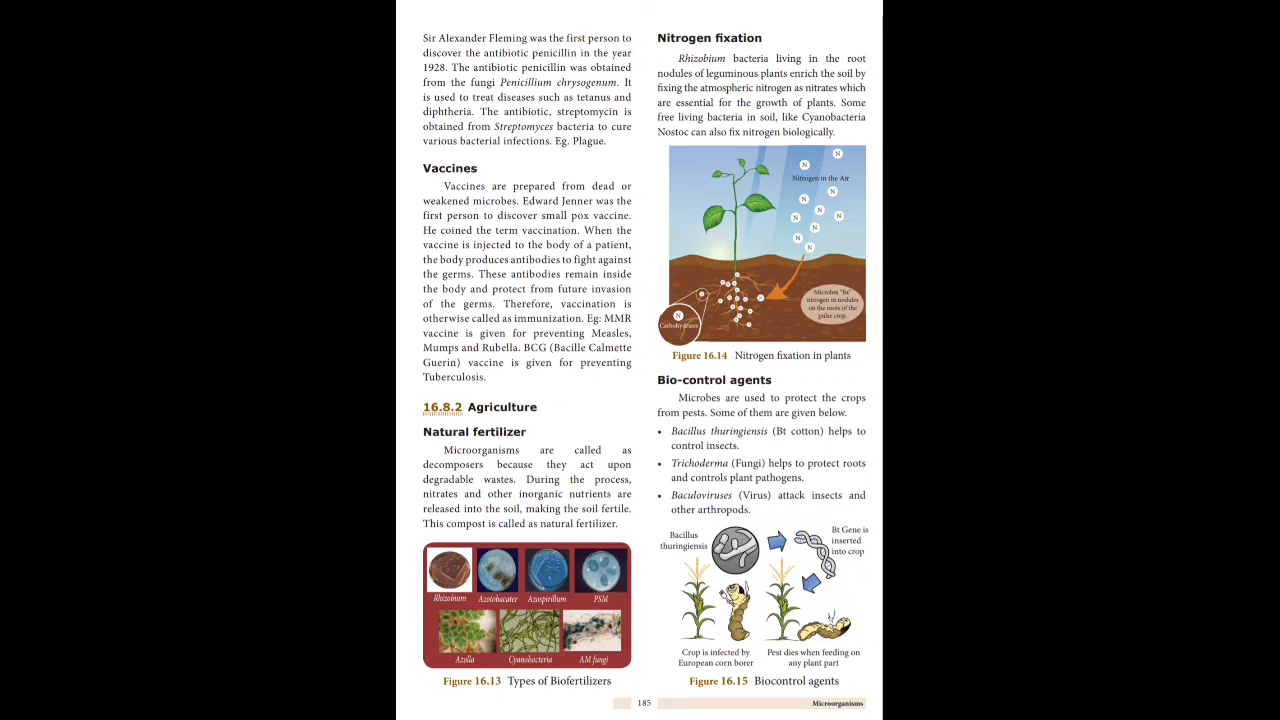 Sir Alexander Fleming was the first person to
discover the antibiotic penicillin in the year
1928. The antibiotic penicillin was obtained
from the fungi Penicillium chrysogenum. It
is used to treat diseases such as tetanus and
diphtheria. The antibiotic, streptomycin is
obtained from Streptomyces bacteria to cure
various bacterial infections. Eg. Plague.
Vaccines
Vaccines are prepared from dead or
weakened microbes. Edward Jenner was the
first person to discover small pox vaccine.
He coined the term vaccination. When the
vaccine is injected to the body of a patient,
the body produces antibodies to fight against
the germs. These antibodies remain inside
the body and protect from future invasion
of the germs. Therefore, vaccination is
otherwise called as immunization. Eg: MMR
vaccine is given for preventing Measles,
Mumps and Rubella. BCG (Bacille Calmette
Guerin) vaccine is given for preventing
Tuberculosis.
16.8.2 Agriculture
Natural fertilizer
Microorganisms are called as
decomposers because they act upon
degradable wastes. During the process,
nitrates and other inorganic nutrients are
released into the soil, making the soil fertile.
This compost is called as natural fertilizer.
Rhizobium Azotobacater Azospirillum PSM
Azolla Cyanobacteria AM fungi
Figure 16.13 Types of Biofertilizers
Nitrogen fixation
Rhizobium bacteria living in the root
nodules of leguminous plants enrich the soil by
fixing the atmospheric nitrogen as nitrates which
are essential for the growth of plants. Some
free living bacteria in soil, like Cyanobacteria
Nostoc can also fix nitrogen biologically.
N
N
Nitrogen in the Air
N
N
N
N
N
N
N
N
N
Microbes "fix"
nitrogen in nodules
on the roots of the
pulse crop.
N
Carbohydrates
Figure 16.14 Nitrogen fixation in plants
Bio-control agents
Microbes are used to protect the crops
from pests. Some of them are given below.
• Bacillus thuringiensis (Bt cotton) helps to
control insects.
• Trichoderma (Fungi) helps to protect roots
and controls plant pathogens.
• Baculoviruses (Virus) attack insects and
other arthropods.
Bacillus
thuringiensis
Bt Gene is
inserted
into crop
Crop is infected by
European corn borer
Pest dies when feeding on
any plant part
Figure 16.15 Biocontrol agents
185
Microorganisms